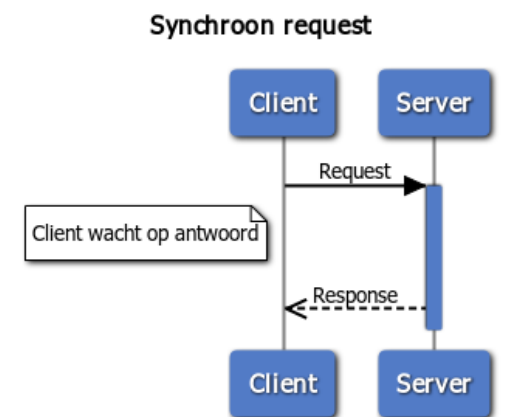 Synchroon request
Client
Server
Request
Client wacht op antwoord
Response
Client
Server